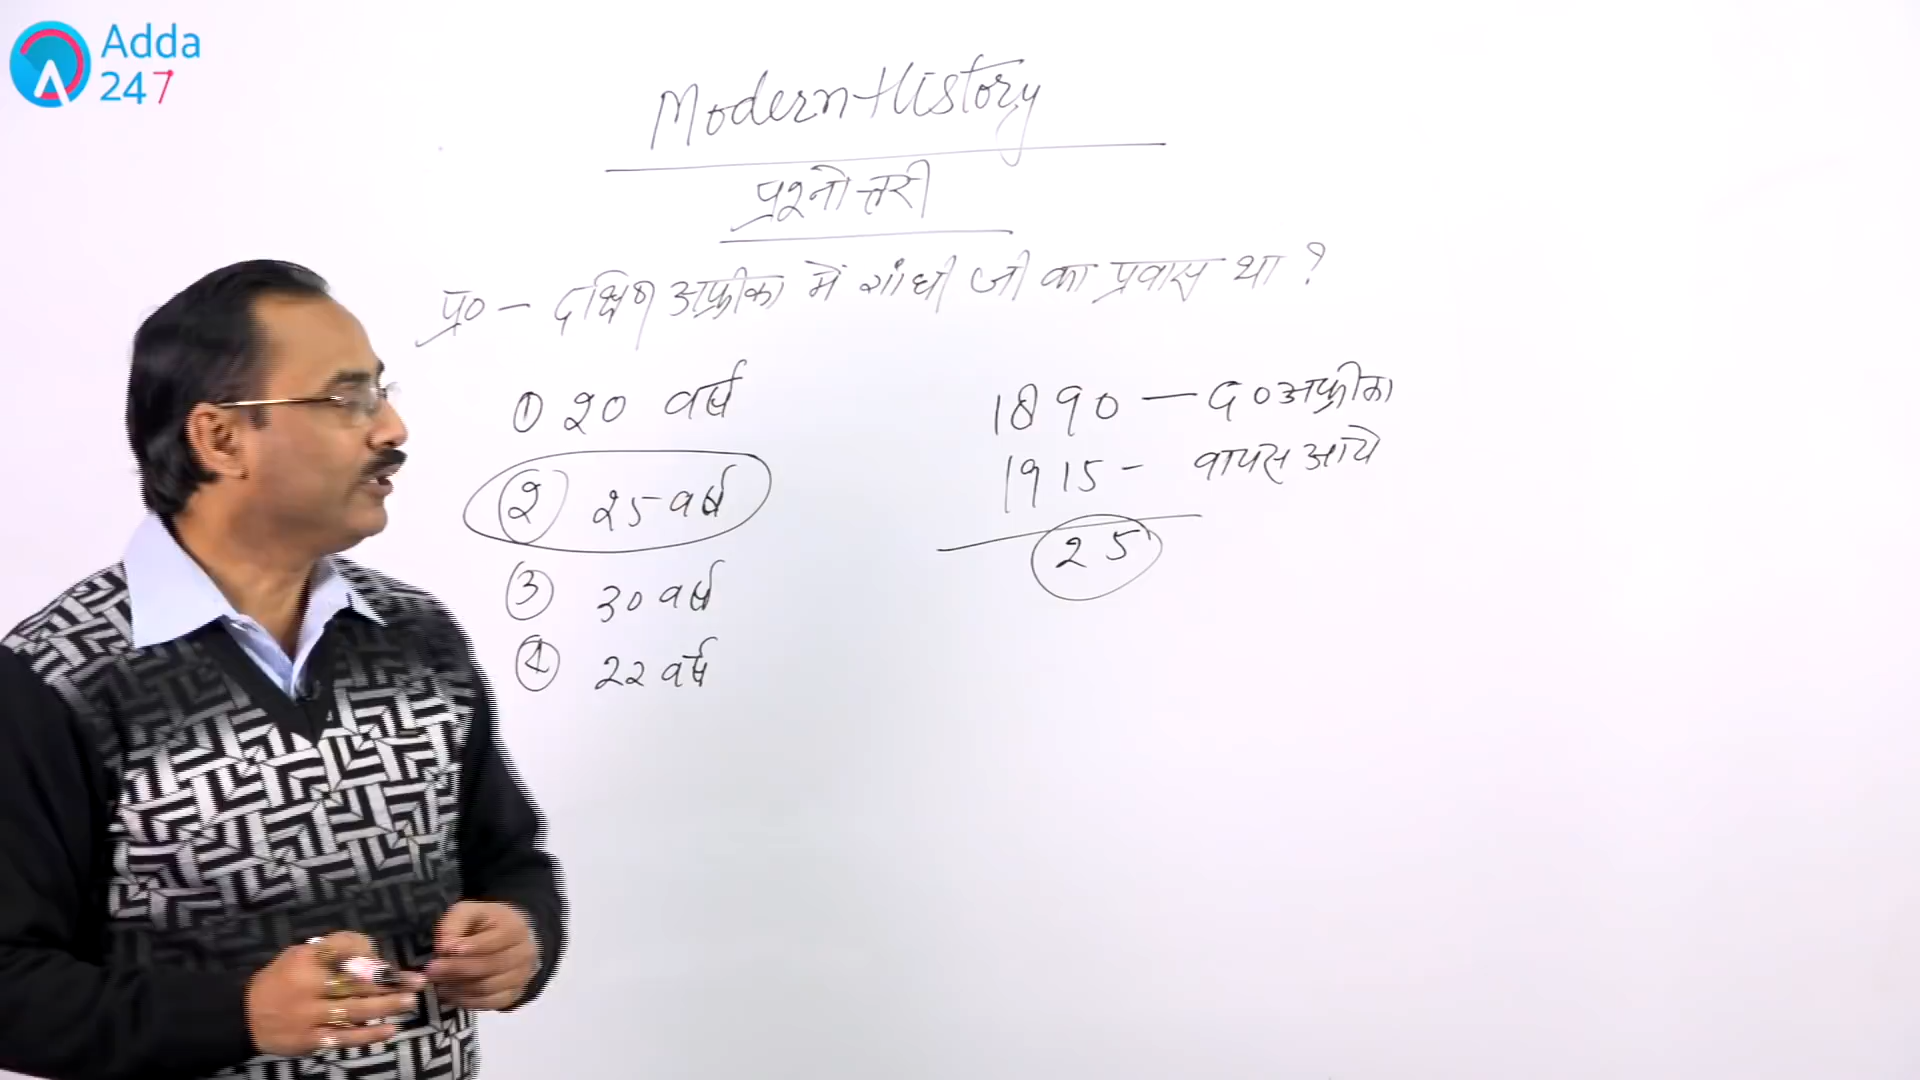 Adda
247
Modern History
प्रश्नोत्तरी
प्र० - दक्षिण अफ्रीका में गांधी जी का प्रवास था ?
① 20 वर्ष
② 25 वर्ष
③ 30 वर्ष
④ 22 वर्ष
1890 — द० अफ्रीका
1915 - वापस आये
25